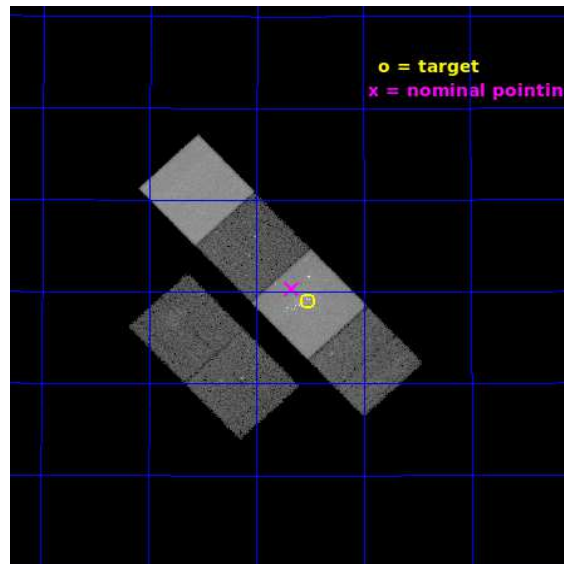 o = target
x = nominal pointin